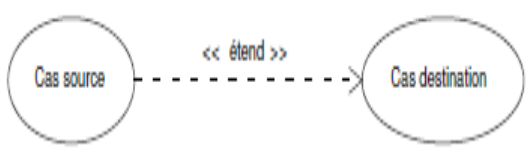 << étend >>
Cas source
Cas destination